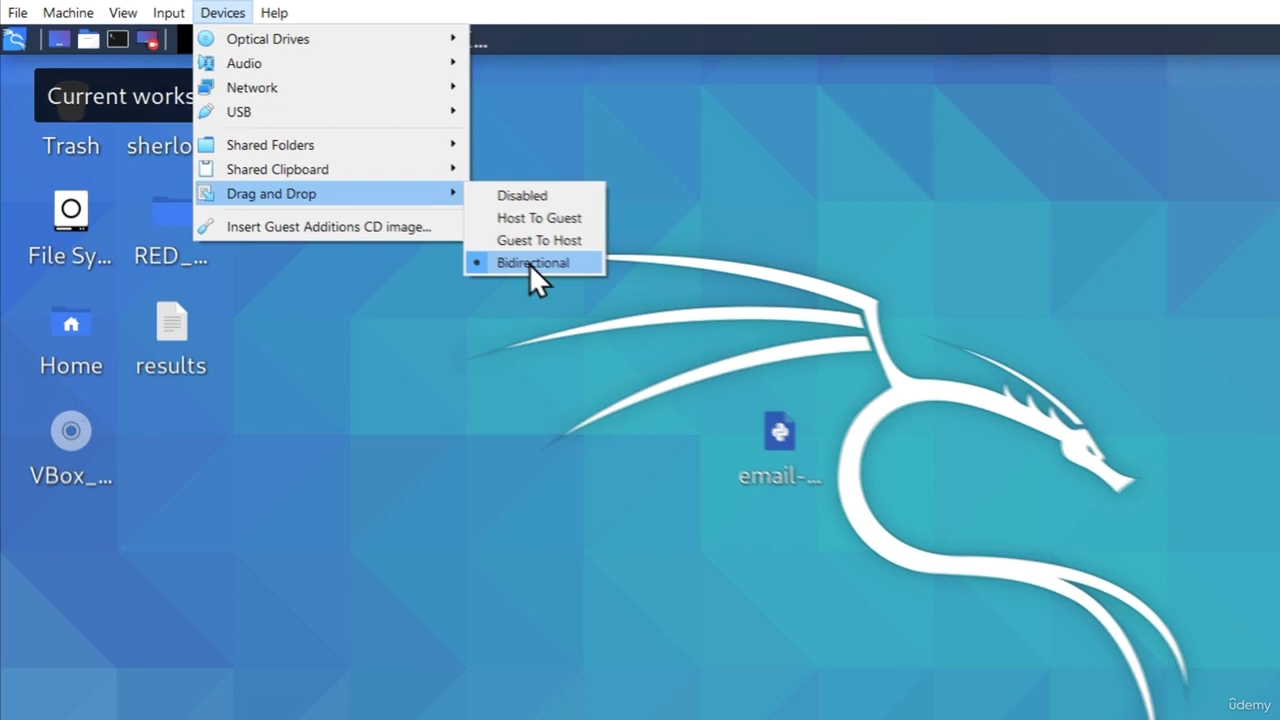 File Machine View Input Devices Help
...
Current works
Optical Drives
Audio
Network
USB
Shared Folders
Shared Clipboard
Drag and Drop
Insert Guest Additions CD image...
Disabled
Host To Guest
Guest To Host
Bidirectional
Trash sherlo
File Sy... RED_...
Home results
VBox_...
email-...
ûdemy